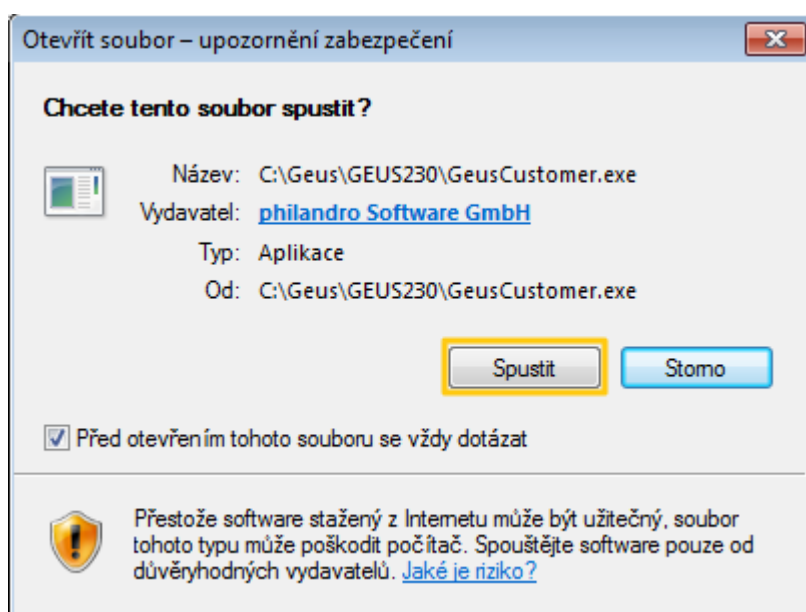 Otevřít soubor – upozornění zabezpečení
Chcete tento soubor spustit?
Název: C:\Geus\GEUS230\GeusCustomer.exe
Vydavatel: philandro Software GmbH
Typ: Aplikace
Od: C:\Geus\GEUS230\GeusCustomer.exe
Spustit Storno
Před otevřením tohoto souboru se vždy dotázat
Přestože software stažený z Internetu může být užitečný, soubor
tohoto typu může poškodit počítač. Spouštějte software pouze od
důvěryhodných vydavatelů. Jaké je riziko?